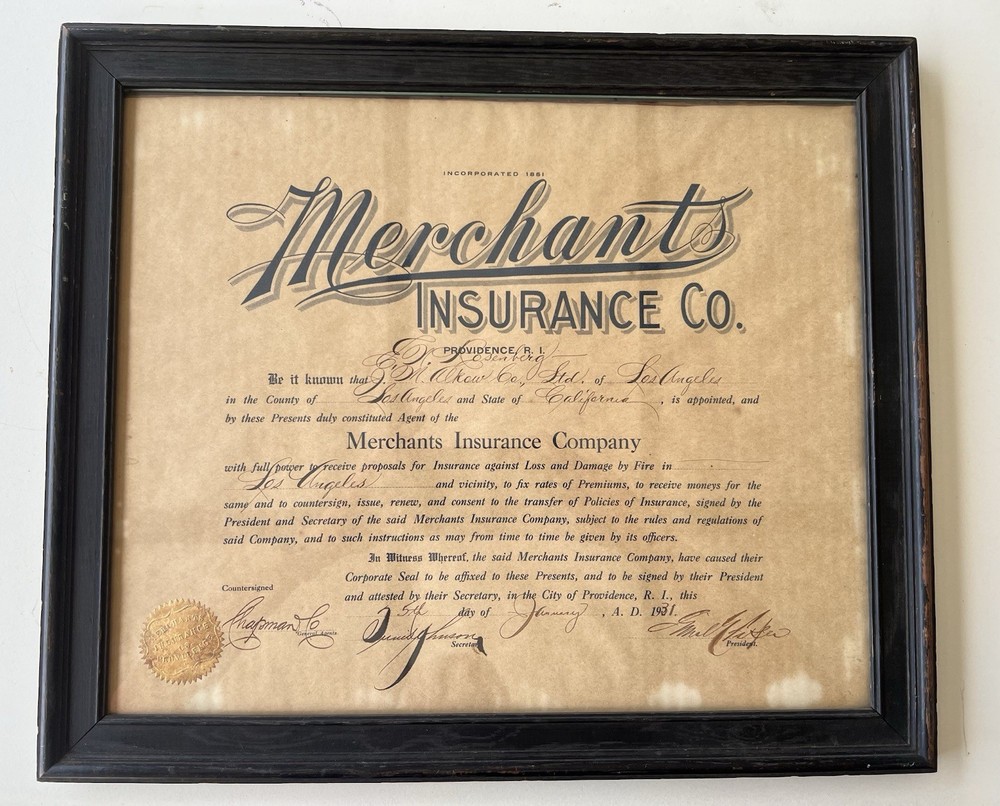 INCORPORATED 1851
Merchants
INSURANCE CO.
PROVIDENCE, R. I.
E. N. Rosenberg
Be it known that J. N. Alkow Co., Ltd. of Los Angeles
in the County of Los Angeles and State of California, is appointed, and
by these Presents duly constituted Agent of the
Merchants Insurance Company
with full power to receive proposals for Insurance against Loss and Damage by Fire in
Los Angeles and vicinity, to fix rates of Premiums, to receive moneys for the
same and to countersign, issue, renew, and consent to the transfer of Policies of Insurance, signed by the
President and Secretary of the said Merchants Insurance Company, subject to the rules and regulations of
said Company, and to such instructions as may from time to time be given by its officers.
In Witness Whereof, the said Merchants Insurance Company, have caused their
Corporate Seal to be affixed to these Presents, and to be signed by their President
and attested by their Secretary, in the City of Providence, R. I., this
Countersigned
5th day of January, A. D. 1931.
Chapman & Co
General Agents
Secretary
President.